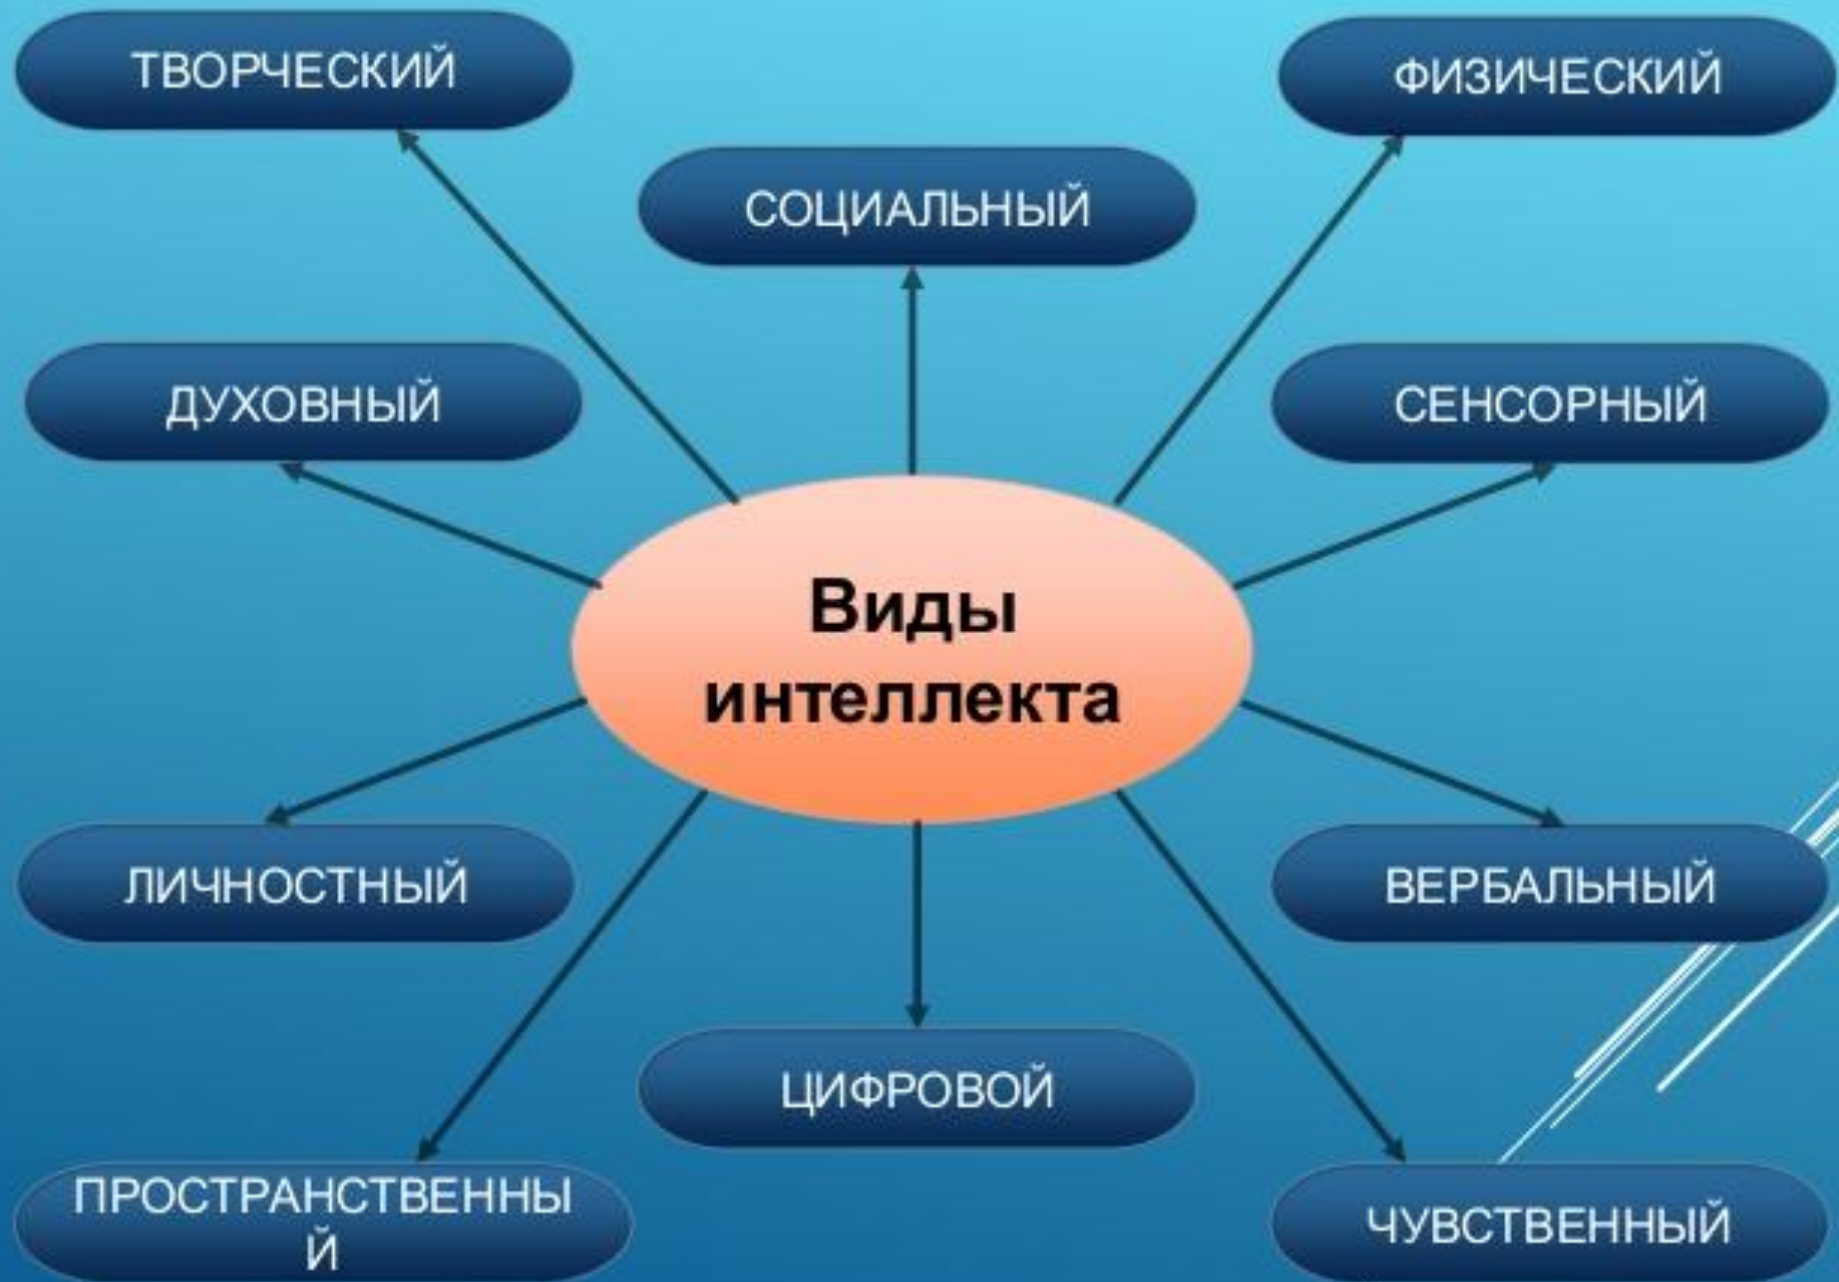 ТВОРЧЕСКИЙ
ФИЗИЧЕСКИЙ
СОЦИАЛЬНЫЙ
ДУХОВНЫЙ
СЕНСОРНЫЙ
Виды
интеллекта
ЛИЧНОСТНЫЙ
ВЕРБАЛЬНЫЙ
ЦИФРОВОЙ
ПРОСТРАНСТВЕННЫ
Й
ЧУВСТВЕННЫЙ